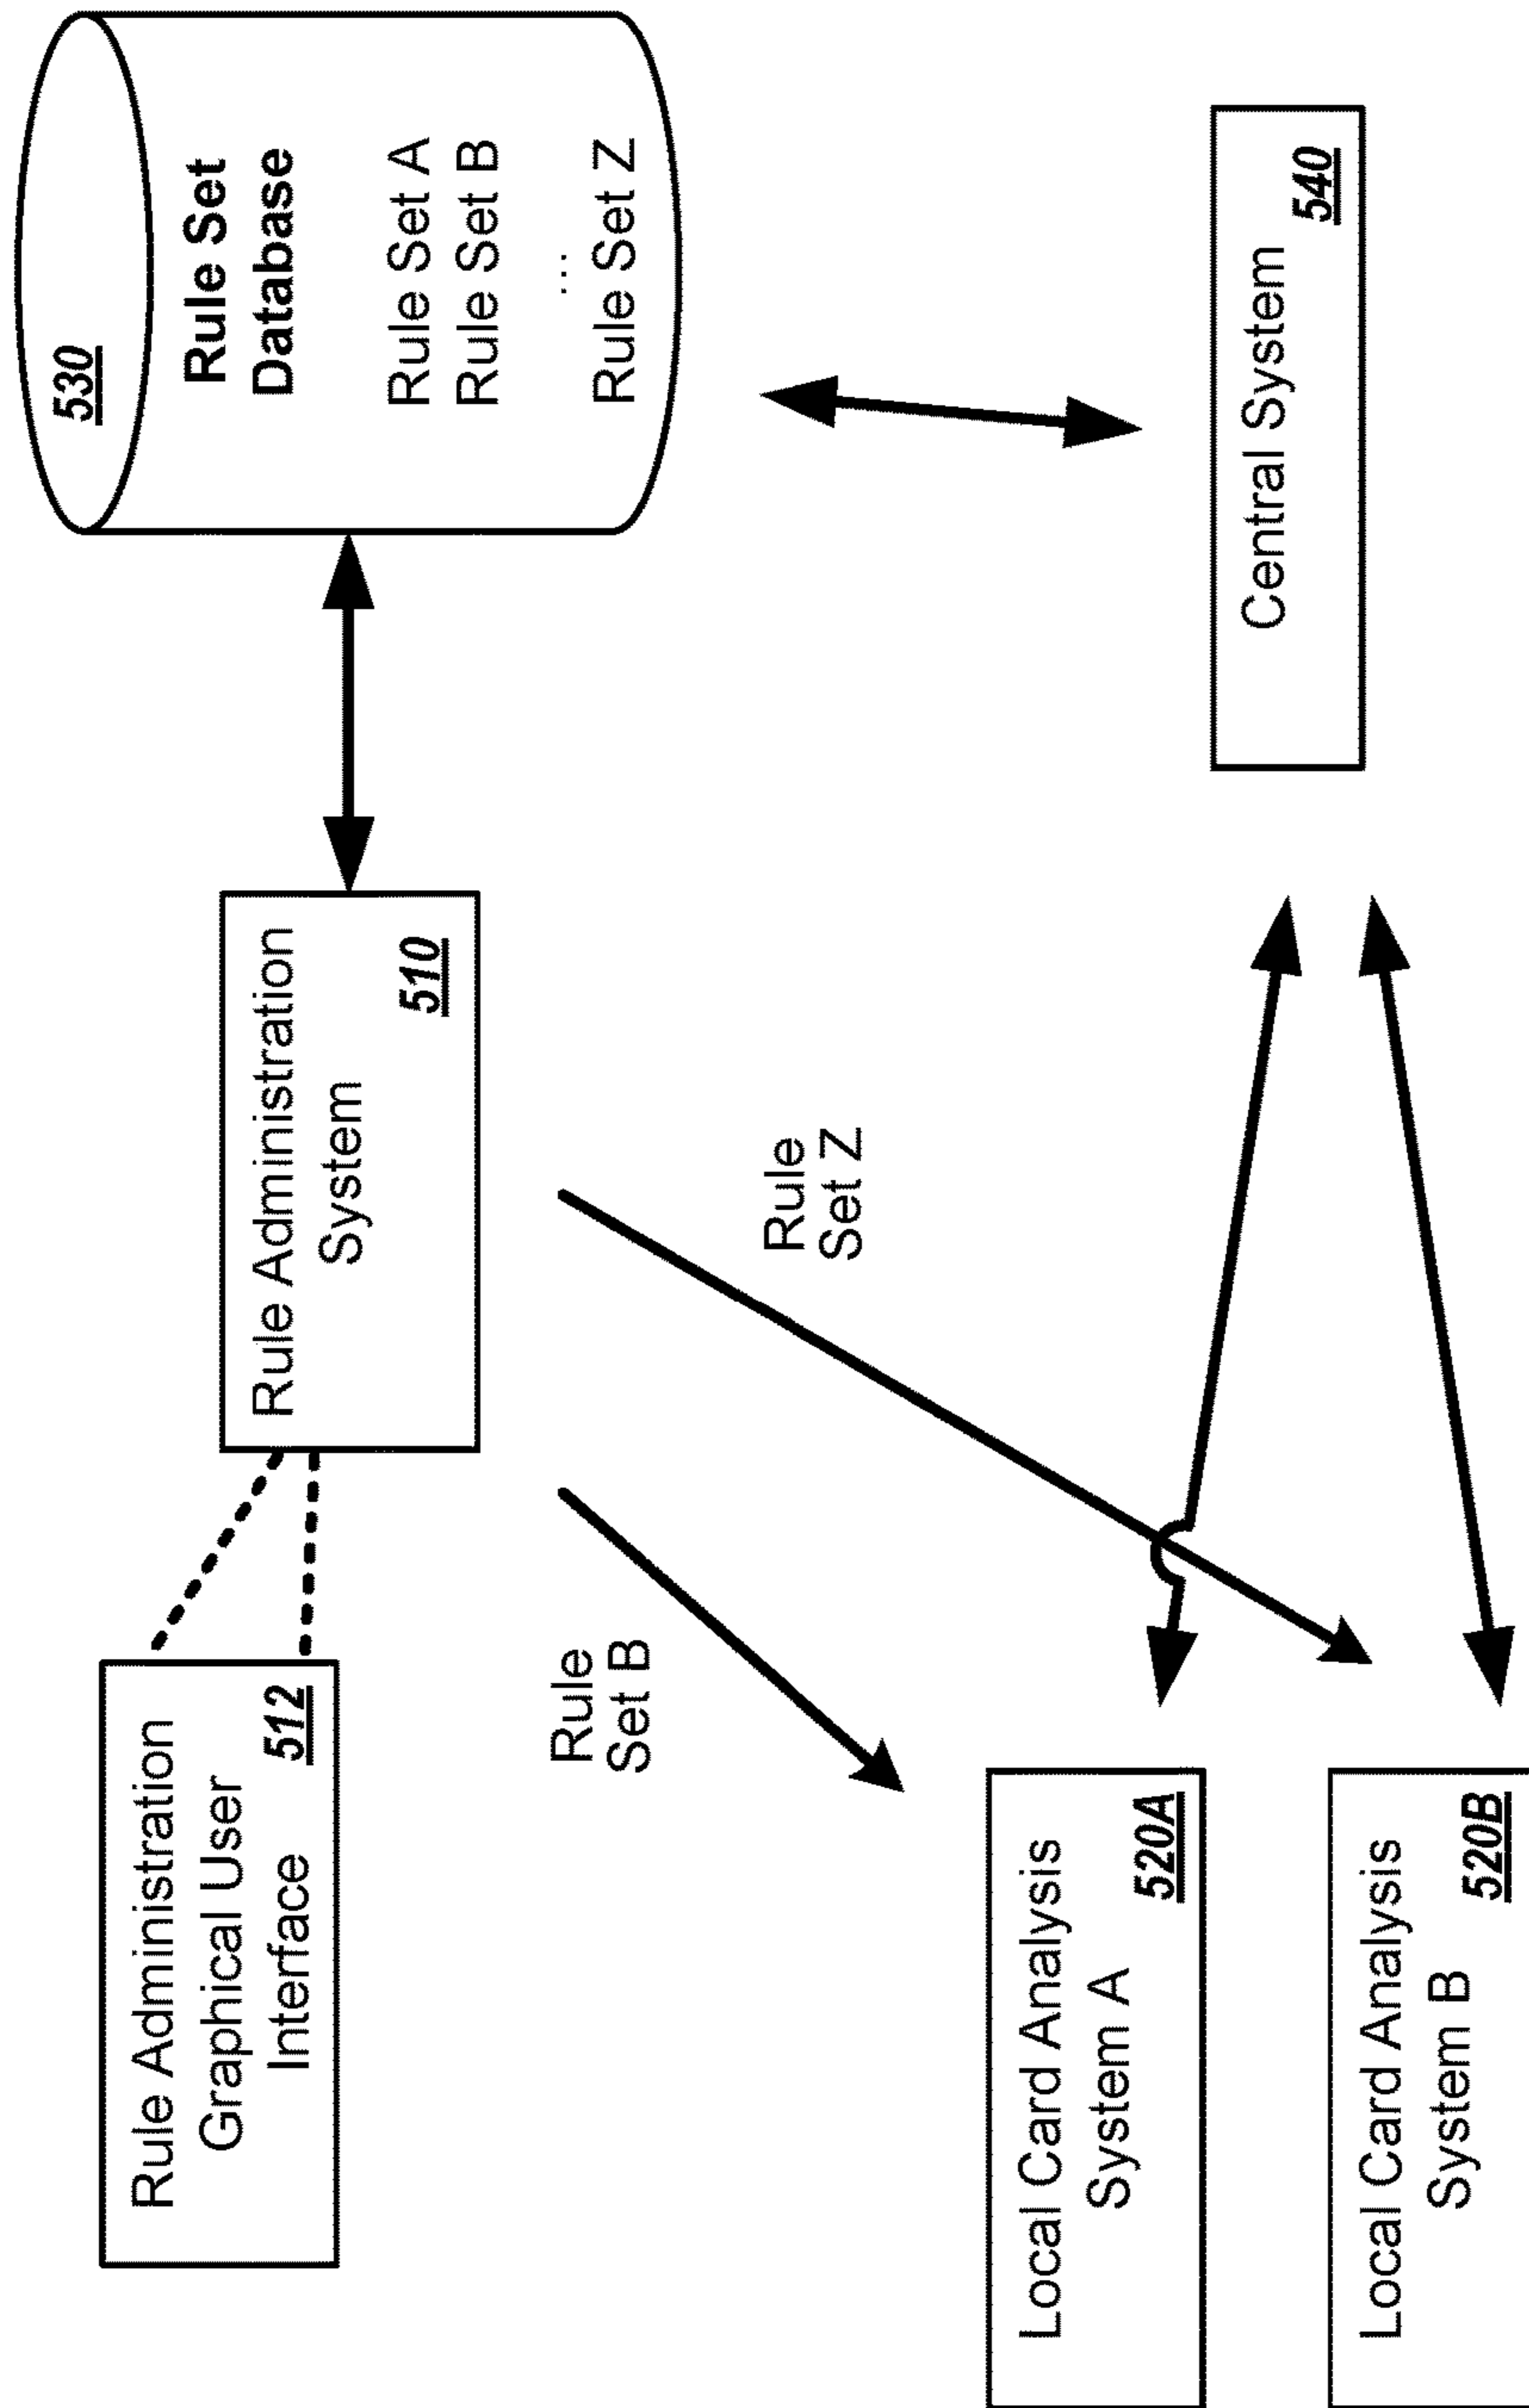 Rule Administration
Graphical User
Interface
512
Rule Administration
System
510
530
Rule Set
Database
Rule Set A
Rule Set B
...
Rule Set Z
Rule
Set B
Rule
Set Z
Local Card Analysis
System A
520A
Local Card Analysis
System B
520B
Central System
540